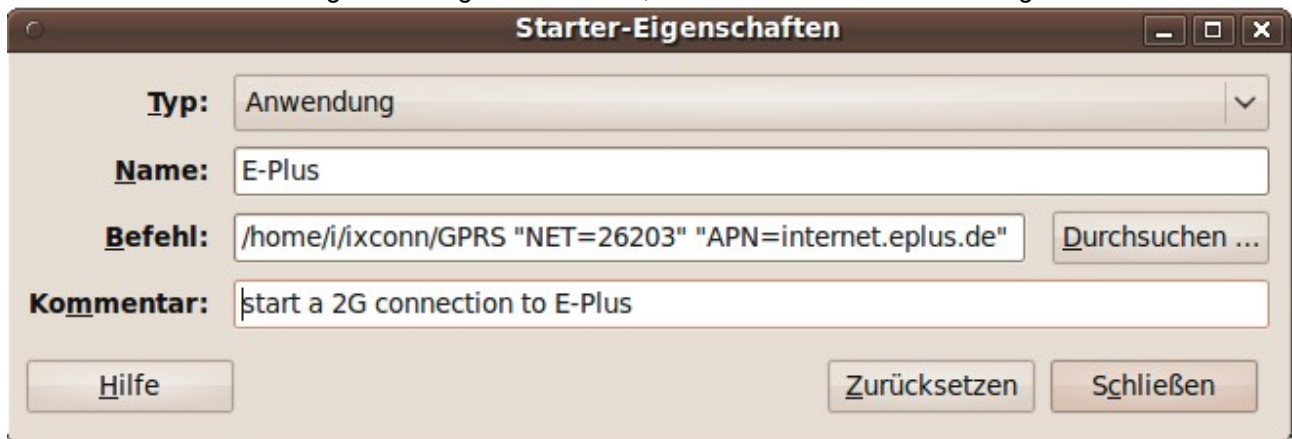 Starter-Eigenschaften
Typ: Anwendung
Name: E-Plus
Befehl: /home/i/ixconn/GPRS "NET=26203" "APN=internet.eplus.de" Durchsuchen ...
Kommentar: start a 2G connection to E-Plus
Hilfe Zurücksetzen Schließen